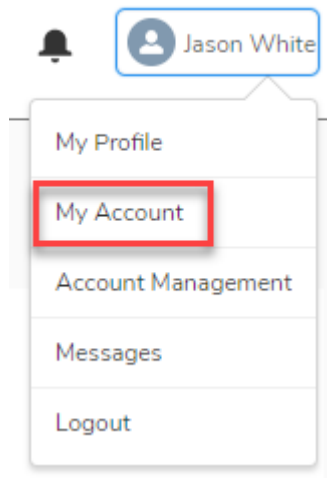 Jason White
My Profile
My Account
Account Management
Messages
Logout